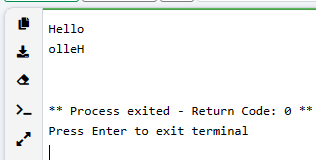 Hello
olleH
** Process exited - Return Code: 0 **
Press Enter to exit terminal